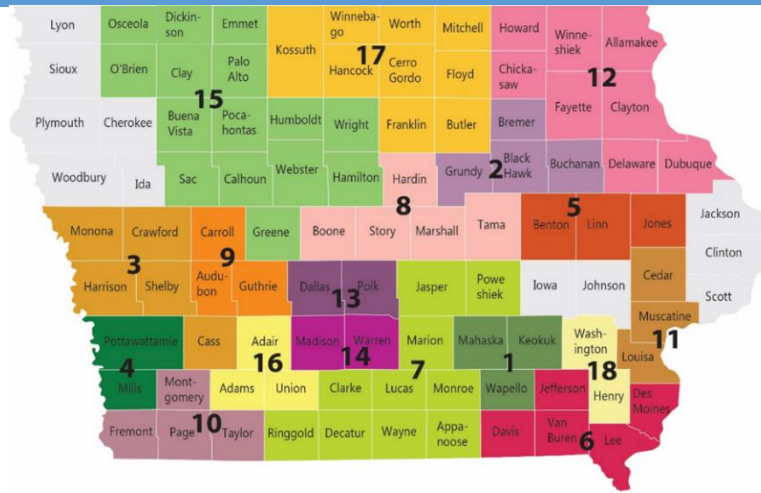 Lyon
Osceola
Dickin-
son
Emmet
Winneba-
go
Worth
Mitchell
Howard
Winne-
shiek
Allamakee
Kossuth
17
12
Sioux
O'Brien
Clay
Palo
Alto
Hancock
Cerro
Gordo
Floyd
Chicka-
saw
15
Plymouth
Cherokee
Buena
Vista
Poca-
hontas
Humboldt
Wright
Franklin
Butler
Bremer
Fayette
Clayton
Woodbury
Ida
Sac
Calhoun
Webster
Hamilton
Hardin
Grundy
2
Black
Hawk
Buchanan
Delaware
Dubuque
8
5
Monona
Crawford
Carroll
Greene
Boone
Story
Marshall
Tama
Benton
Linn
Jones
Jackson
Clinton
3
9
Harrison
Shelby
Audu-
bon
Guthrie
Dallas
Polk
13
Jasper
Powe
shiek
Iowa
Johnson
Cedar
Scott
Muscatine
11
Pottawattamie
4
Cass
Adair
16
Madison
Warren
14
Marion
7
Mahaska
Keokuk
1
Wash-
ington
18
Louisa
Mills
Mont-
gomery
Adams
Union
Clarke
Lucas
Monroe
Wapello
Jefferson
Henry
Des
Moines
Fremont
Page
10
Taylor
Ringgold
Decatur
Wayne
Appa-
noose
Davis
Van
Buren
6
Lee